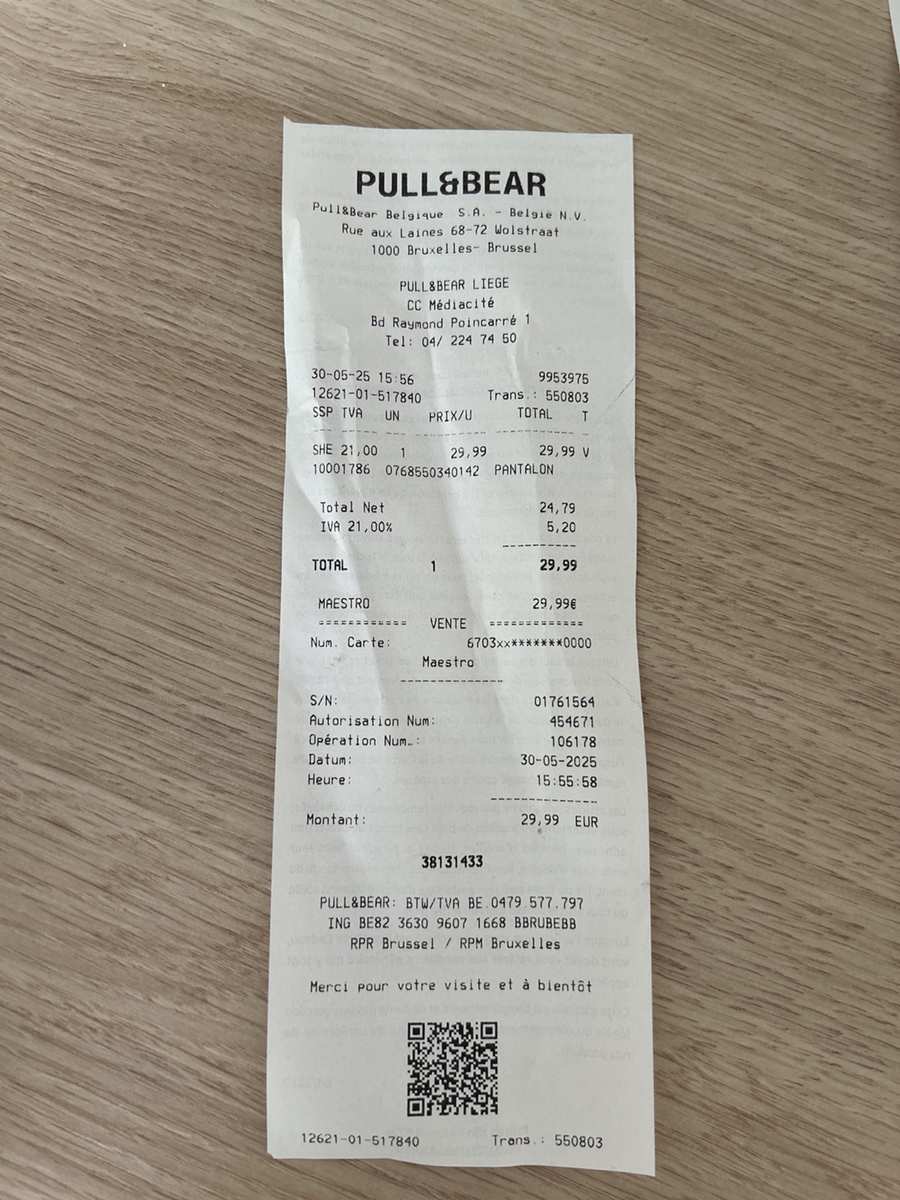 PULL&BEAR
Pull&Bear Belgique S.A. - België N.V.
Rue aux Laines 68-72 Wolstraat
1000 Bruxelles- Brussel
PULL&BEAR LIEGE
CC Médiacité
Bd Raymond Poincarré 1
Tel: 04/ 224 74 50
30-05-25 15:56 9953975
12621-01-517840 Trans.: 550803
SSP TVA UN PRIX/U TOTAL T
SHE 21,00 1 29,99 29,99 V
10001786 0768550340142 PANTALON
Total Net 24,79
IVA 21,00% 5,20
TOTAL 1 29,99
MAESTRO 29,99€
============ VENTE ============
Num. Carte: 6703xx*******0000
Maestro
S/N: 01761564
Autorisation Num: 454671
Opération Num.: 106178
Datum: 30-05-2025
Heure: 15:55:58
Montant: 29,99 EUR
38131433
PULL&BEAR: BTW/TVA BE.0479.577.797
ING BE82 3630 9607 1668 BBRUBEBB
RPR Brussel / RPM Bruxelles
Merci pour votre visite et à bientôt
12621-01-517840 Trans.: 550803